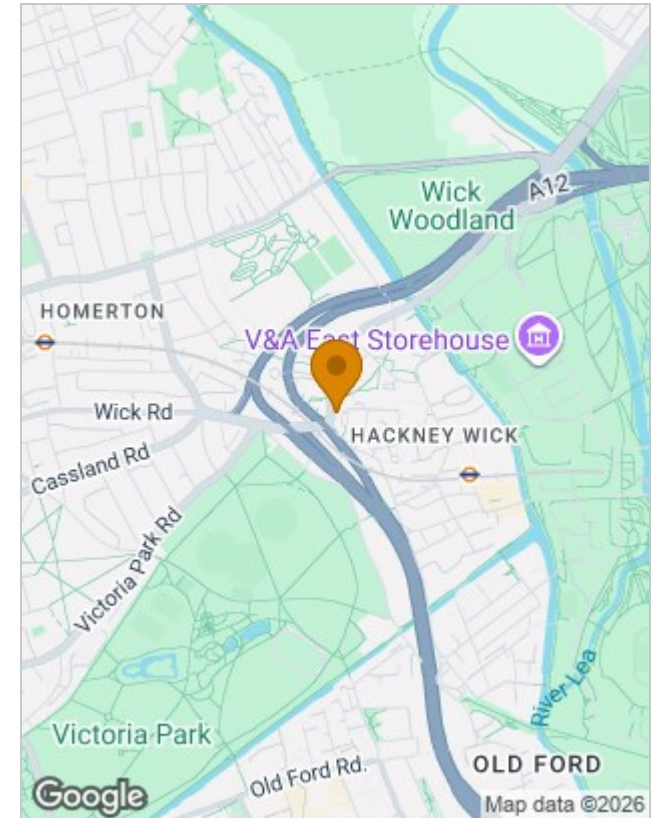 A12
Wick
Woodland
HOMERTON
V&A East Storehouse
Wick Rd
HACKNEY WICK
Cassland Rd
Victoria Park Rd
River Lea
Victoria Park
OLD FORD
Old Ford Rd.
Google
Map data ©2026